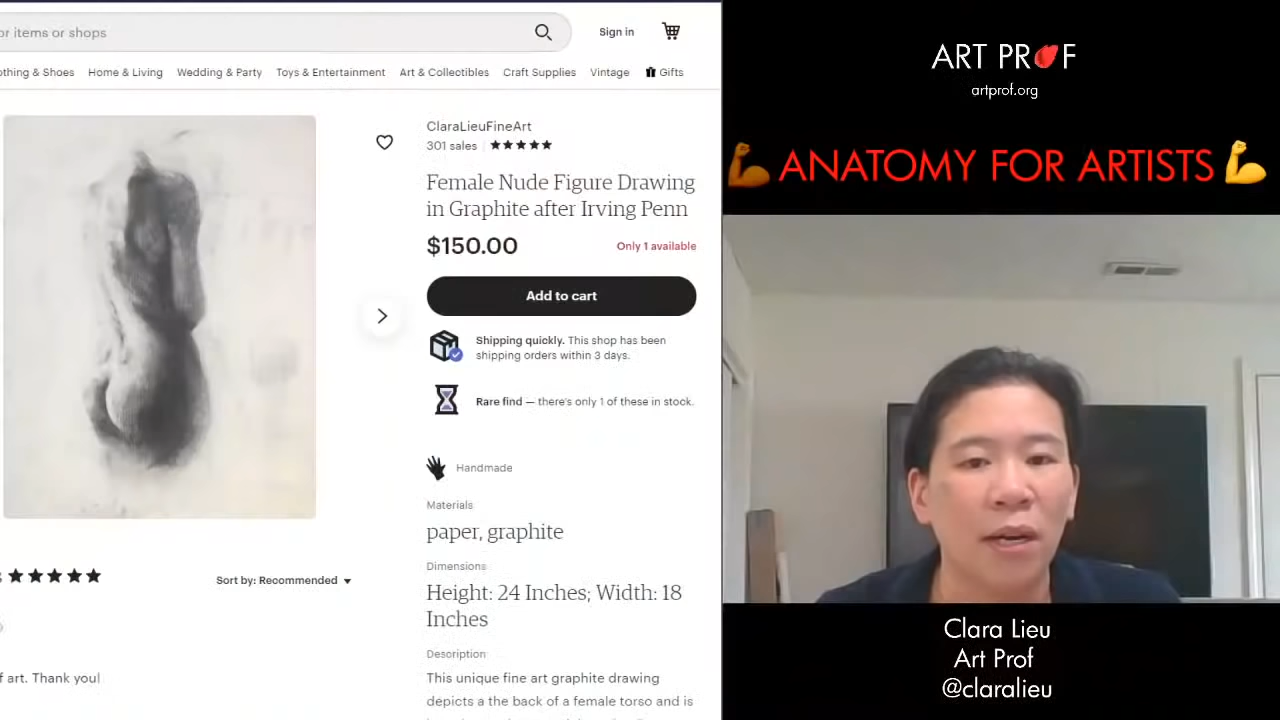 or items or shops
Sign in
othing & Shoes Home & Living Wedding & Party Toys & Entertainment Art & Collectibles Craft Supplies Vintage Gifts
ClaraLieuFineArt
301 sales
Female Nude Figure Drawing
in Graphite after Irving Penn
$150.00
Only 1 available
Add to cart
Shipping quickly. This shop has been
shipping orders within 3 days.
Rare find — there's only 1 of these in stock.
Handmade
Materials
paper, graphite
Dimensions
Height: 24 Inches; Width: 18
Inches
Description
This unique fine art graphite drawing
depicts a the back of a female torso and is
Sort by: Recommended
f art. Thank you!
ART PROF
artprof.org
ANATOMY FOR ARTISTS
Clara Lieu
Art Prof
@claralieu